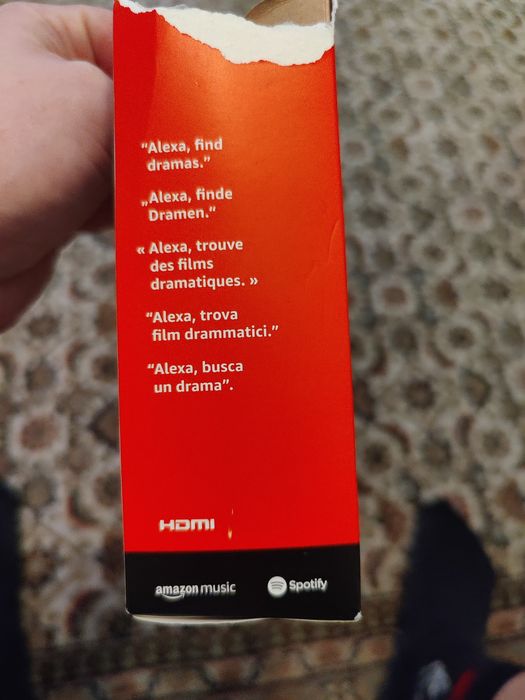 “Alexa, find
dramas.”
„Alexa, finde
Dramen.“
« Alexa, trouve
des films
dramatiques. »
“Alexa, trova
film drammatici.”
“Alexa, busca
un drama”.
HDMI
amazon music
Spotify